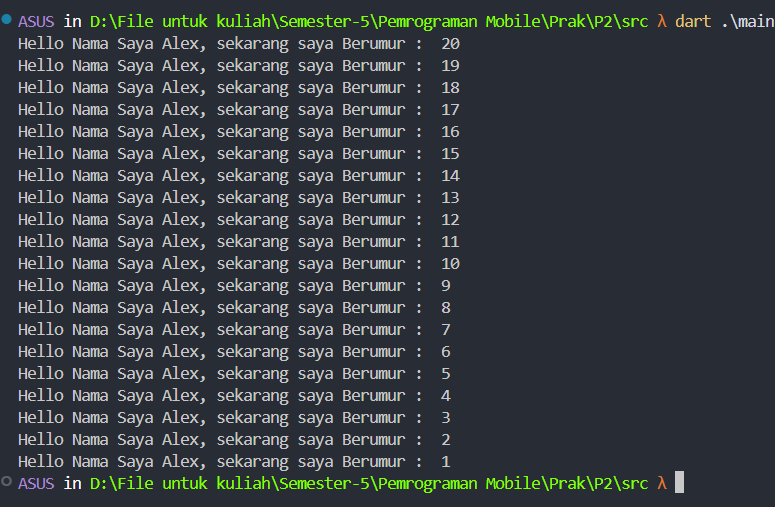 ASUS in D:\File untuk kuliah\Semester-5\Pemrograman Mobile\Prak\P2\src λ dart .\main
Hello Nama Saya Alex, sekarang saya Berumur :  20
Hello Nama Saya Alex, sekarang saya Berumur :  19
Hello Nama Saya Alex, sekarang saya Berumur :  18
Hello Nama Saya Alex, sekarang saya Berumur :  17
Hello Nama Saya Alex, sekarang saya Berumur :  16
Hello Nama Saya Alex, sekarang saya Berumur :  15
Hello Nama Saya Alex, sekarang saya Berumur :  14
Hello Nama Saya Alex, sekarang saya Berumur :  13
Hello Nama Saya Alex, sekarang saya Berumur :  12
Hello Nama Saya Alex, sekarang saya Berumur :  11
Hello Nama Saya Alex, sekarang saya Berumur :  10
Hello Nama Saya Alex, sekarang saya Berumur :  9
Hello Nama Saya Alex, sekarang saya Berumur :  8
Hello Nama Saya Alex, sekarang saya Berumur :  7
Hello Nama Saya Alex, sekarang saya Berumur :  6
Hello Nama Saya Alex, sekarang saya Berumur :  5
Hello Nama Saya Alex, sekarang saya Berumur :  4
Hello Nama Saya Alex, sekarang saya Berumur :  3
Hello Nama Saya Alex, sekarang saya Berumur :  2
Hello Nama Saya Alex, sekarang saya Berumur :  1
ASUS in D:\File untuk kuliah\Semester-5\Pemrograman Mobile\Prak\P2\src λ